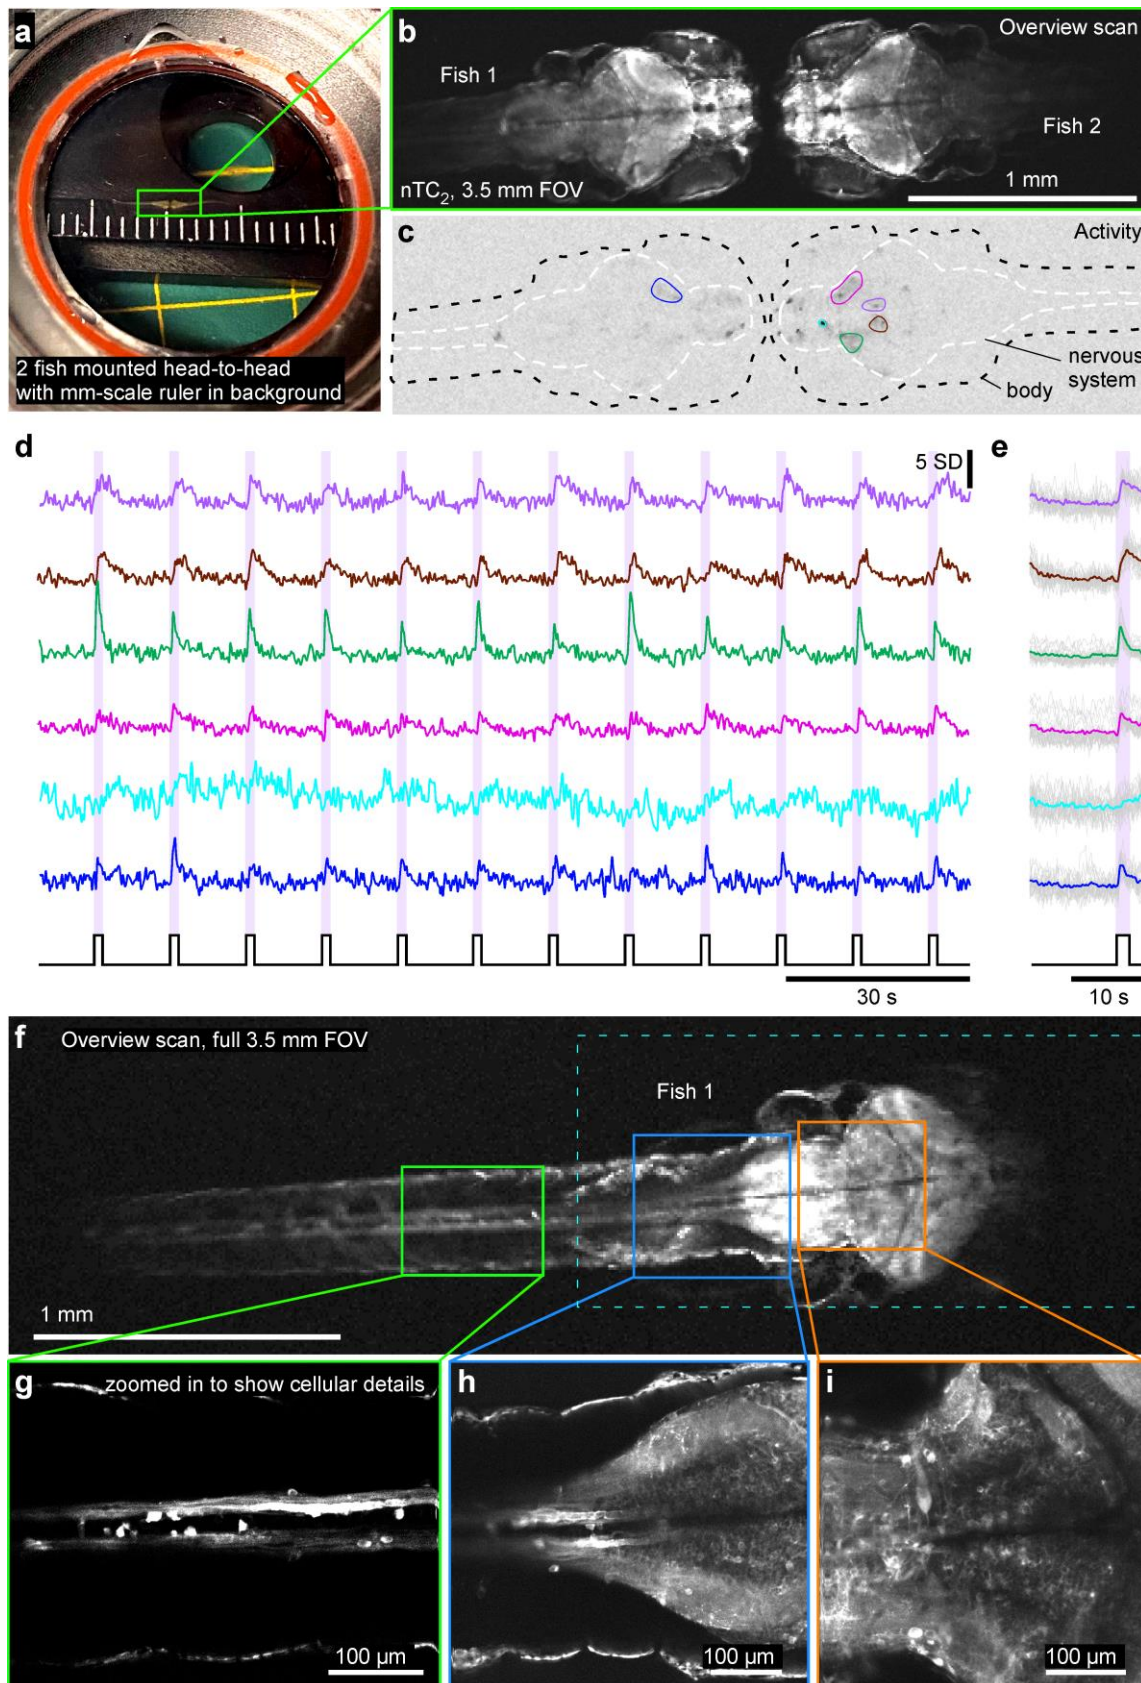 a
2 fish mounted head-to-head
with mm-scale ruler in background
b
Overview scan
Fish 1
Fish 2
nTC2, 3.5 mm FOV
1 mm
c
Activity
nervous
system
body
d
5 SD
30 s
e
10 s
f
Overview scan, full 3.5 mm FOV
Fish 1
1 mm
g
zoomed in to show cellular details
100 µm
h
100 µm
i
100 µm